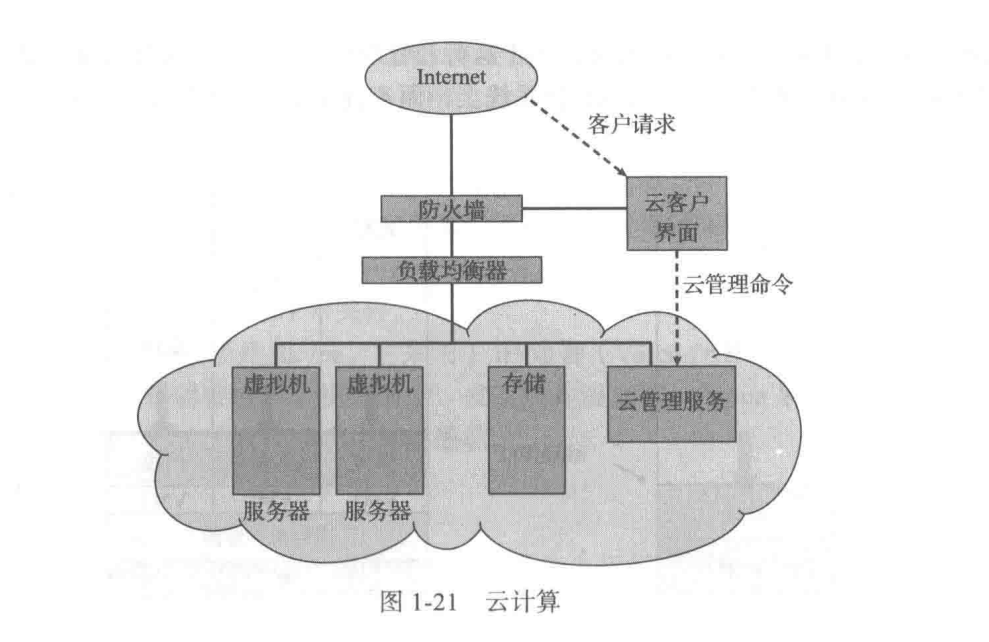 Internet
客户请求
防火墙
云客户
界面
负载均衡器
云管理命令
虚拟机
虚拟机
存储
云管理服务
服务器
服务器
图 1-21 云计算